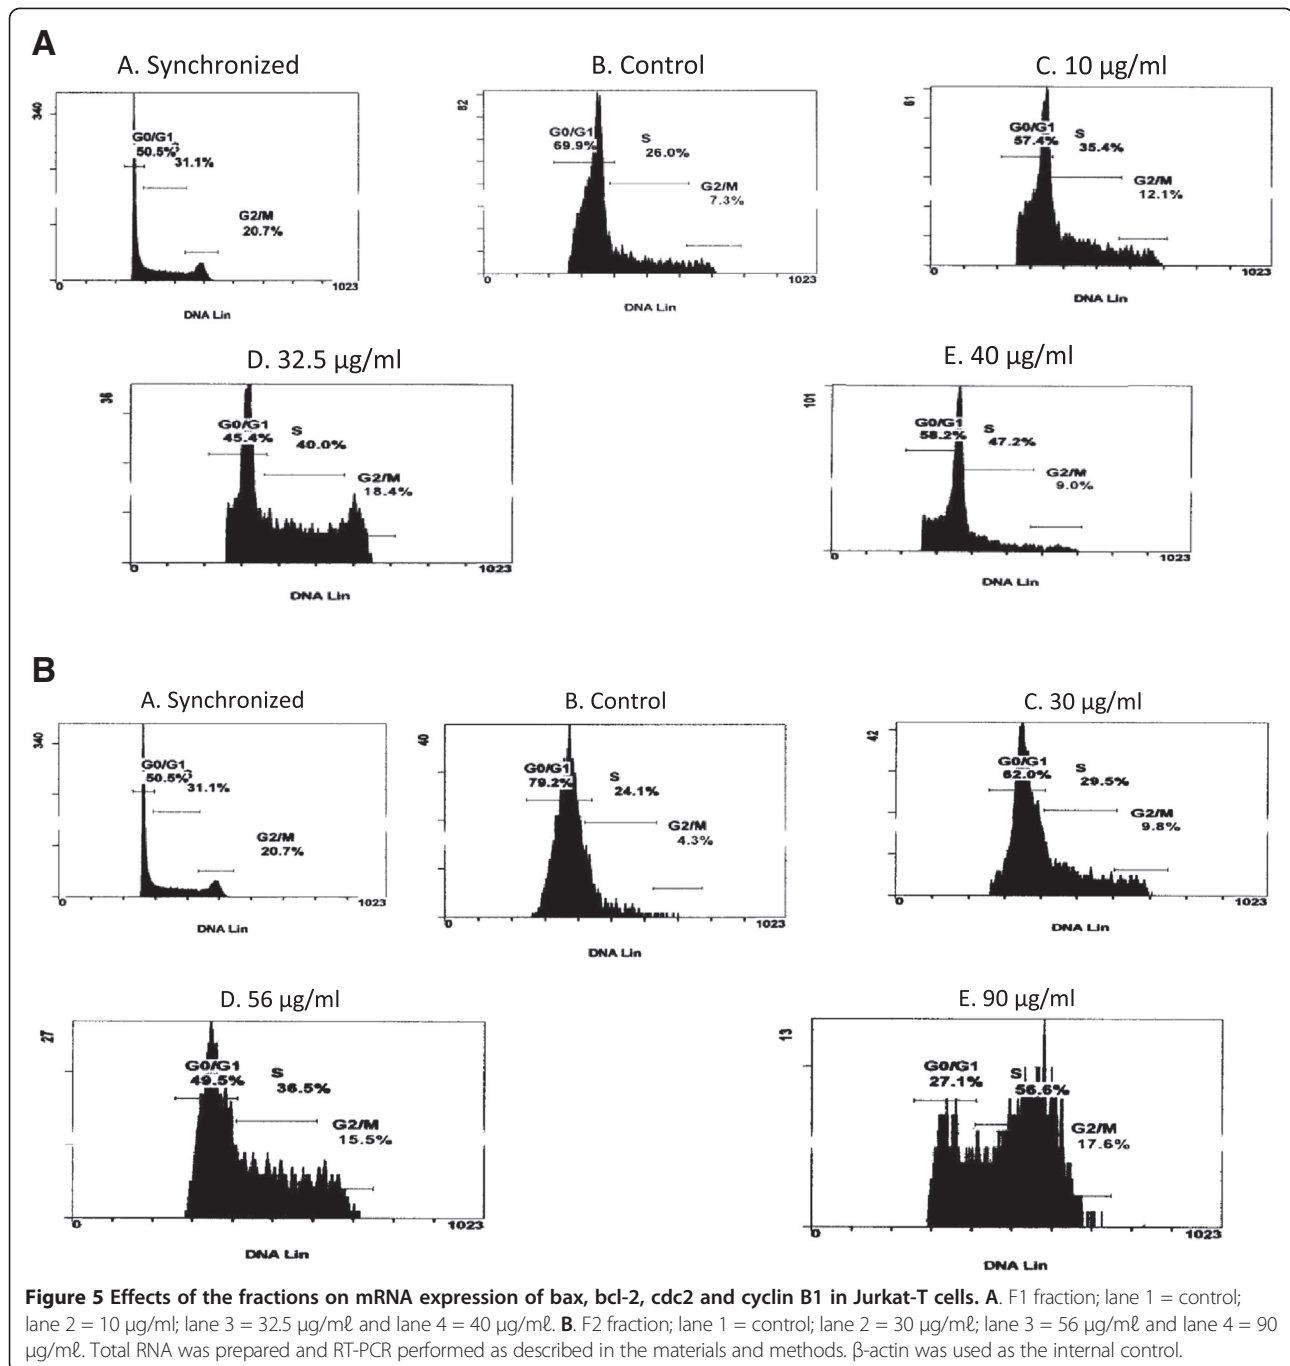 A
A. Synchronized
340
G0/G1
50.5%
S
31.1%
G2/M
20.7%
0
1023
DNA Lin
B. Control
82
G0/G1
69.9%
S
26.0%
G2/M
7.3%
0
1023
DNA Lin
C. 10 µg/ml
61
G0/G1
57.4%
S
35.4%
G2/M
12.1%
0
1023
DNA Lin
D. 32.5 µg/ml
36
G0/G1
45.4%
S
40.0%
G2/M
18.4%
0
1023
DNA Lin
E. 40 µg/ml
101
G0/G1
58.2%
S
47.2%
G2/M
9.0%
0
1023
DNA Lin
B
A. Synchronized
340
G0/G1
50.5%
S
31.1%
G2/M
20.7%
0
1023
DNA Lin
B. Control
40
G0/G1
79.2%
S
24.1%
G2/M
4.3%
0
1023
DNA Lin
C. 30 µg/ml
42
G0/G1
62.0%
S
29.5%
G2/M
9.8%
0
1023
DNA Lin
D. 56 µg/ml
27
G0/G1
49.5%
S
36.5%
G2/M
15.5%
0
1023
DNA Lin
E. 90 µg/ml
13
G0/G1
27.1%
S
56.6%
G2/M
17.6%
0
1023
DNA Lin
Figure 5 Effects of the fractions on mRNA expression of bax, bcl-2, cdc2 and cyclin B1 in Jurkat-T cells. A. F1 fraction; lane 1 = control;
lane 2 = 10 µg/ml; lane 3 = 32.5 µg/mℓ and lane 4 = 40 µg/mℓ. B. F2 fraction; lane 1 = control; lane 2 = 30 µg/mℓ; lane 3 = 56 µg/mℓ and lane 4 = 90
µg/mℓ. Total RNA was prepared and RT-PCR performed as described in the materials and methods. β-actin was used as the internal control.